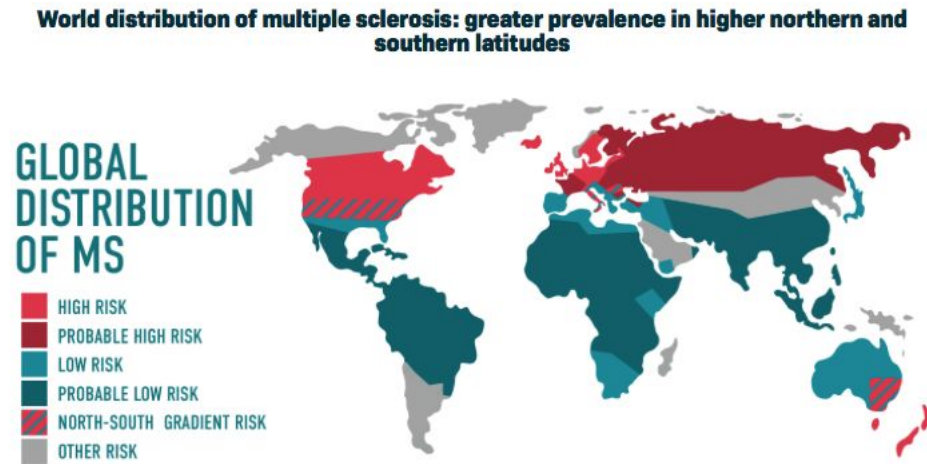 World distribution of multiple sclerosis: greater prevalence in higher northern and
southern latitudes
GLOBAL
DISTRIBUTION
OF MS
HIGH RISK
PROBABLE HIGH RISK
LOW RISK
PROBABLE LOW RISK
NORTH-SOUTH GRADIENT RISK
OTHER RISK